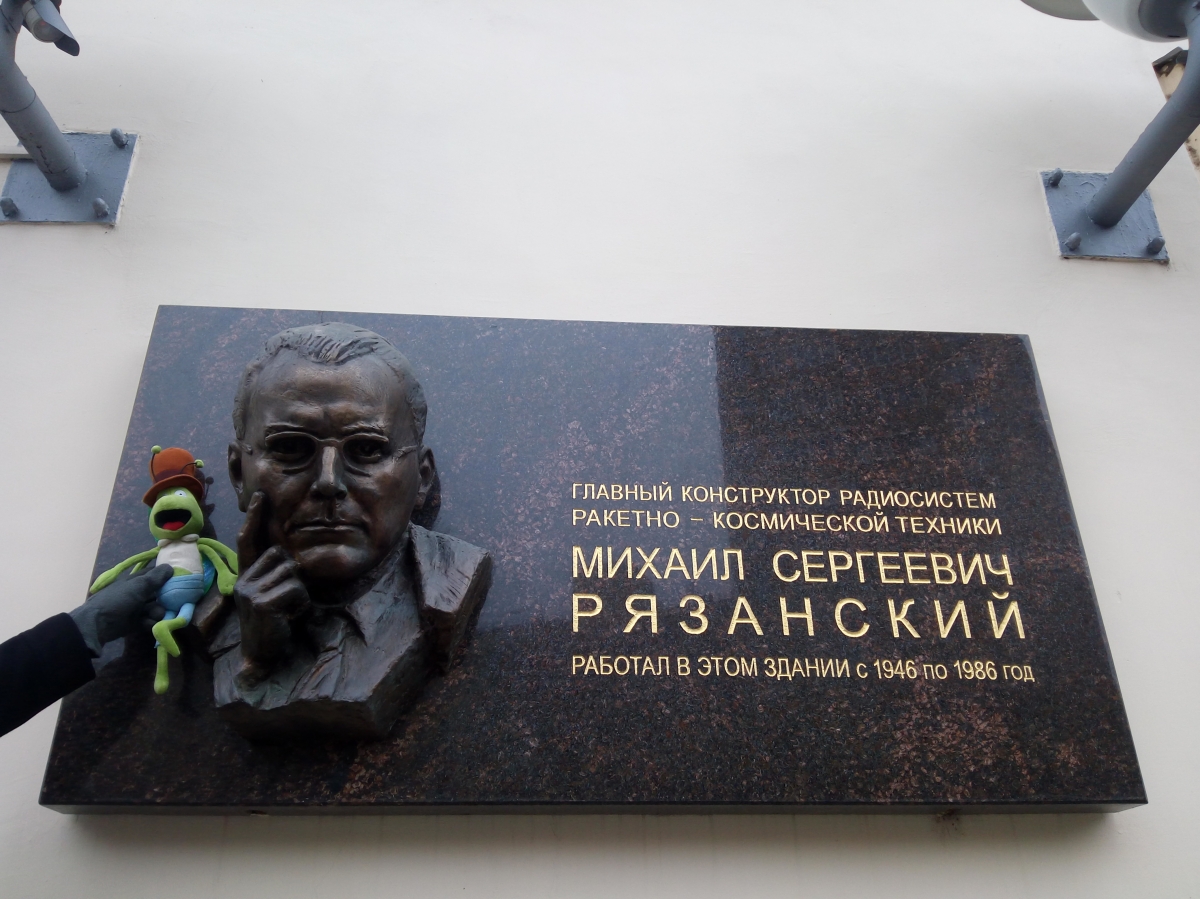 ГЛАВНЫЙ КОНСТРУКТОР РАДИОСИСТЕМ
РАКЕТНО – КОСМИЧЕСКОЙ ТЕХНИКИ
МИХАИЛ СЕРГЕЕВИЧ
РЯЗАНСКИЙ
РАБОТАЛ В ЭТОМ ЗДАНИИ С 1946 ПО 1986 ГОД